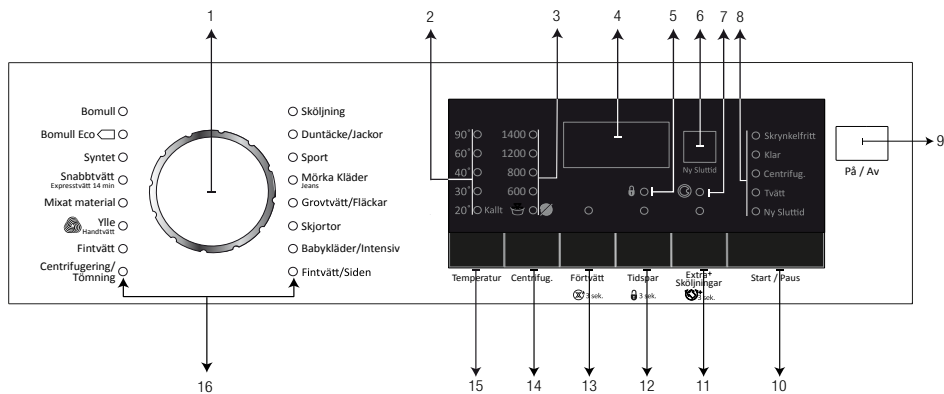 1
2
3
4
5
6
7
8
9
Bomull
Bomull Eco
Syntet
Snabbtvätt
Expresstvätt 14 min
Mixat material
Ylle
Handtvätt
Fintvätt
Centrifugering/
Tömning
Sköljning
Duntäcke/Jackor
Sport
Mörka Kläder
Jeans
Grovtvätt/Fläckar
Skjortor
Babykläder/Intensiv
Fintvätt/Siden
90°
60°
40°
30°
20° Kallt
1400
1200
800
600
Ny Sluttid
Skrynkelfritt
Klar
Centrifug.
Tvätt
Ny Sluttid
På / Av
Temperatur
Centrifug.
Förtvätt
3 sek.
Tidspar
3 sek.
Extra+
Sköljningar
3 sek.
Start / Paus
16
15
14
13
12
11
10